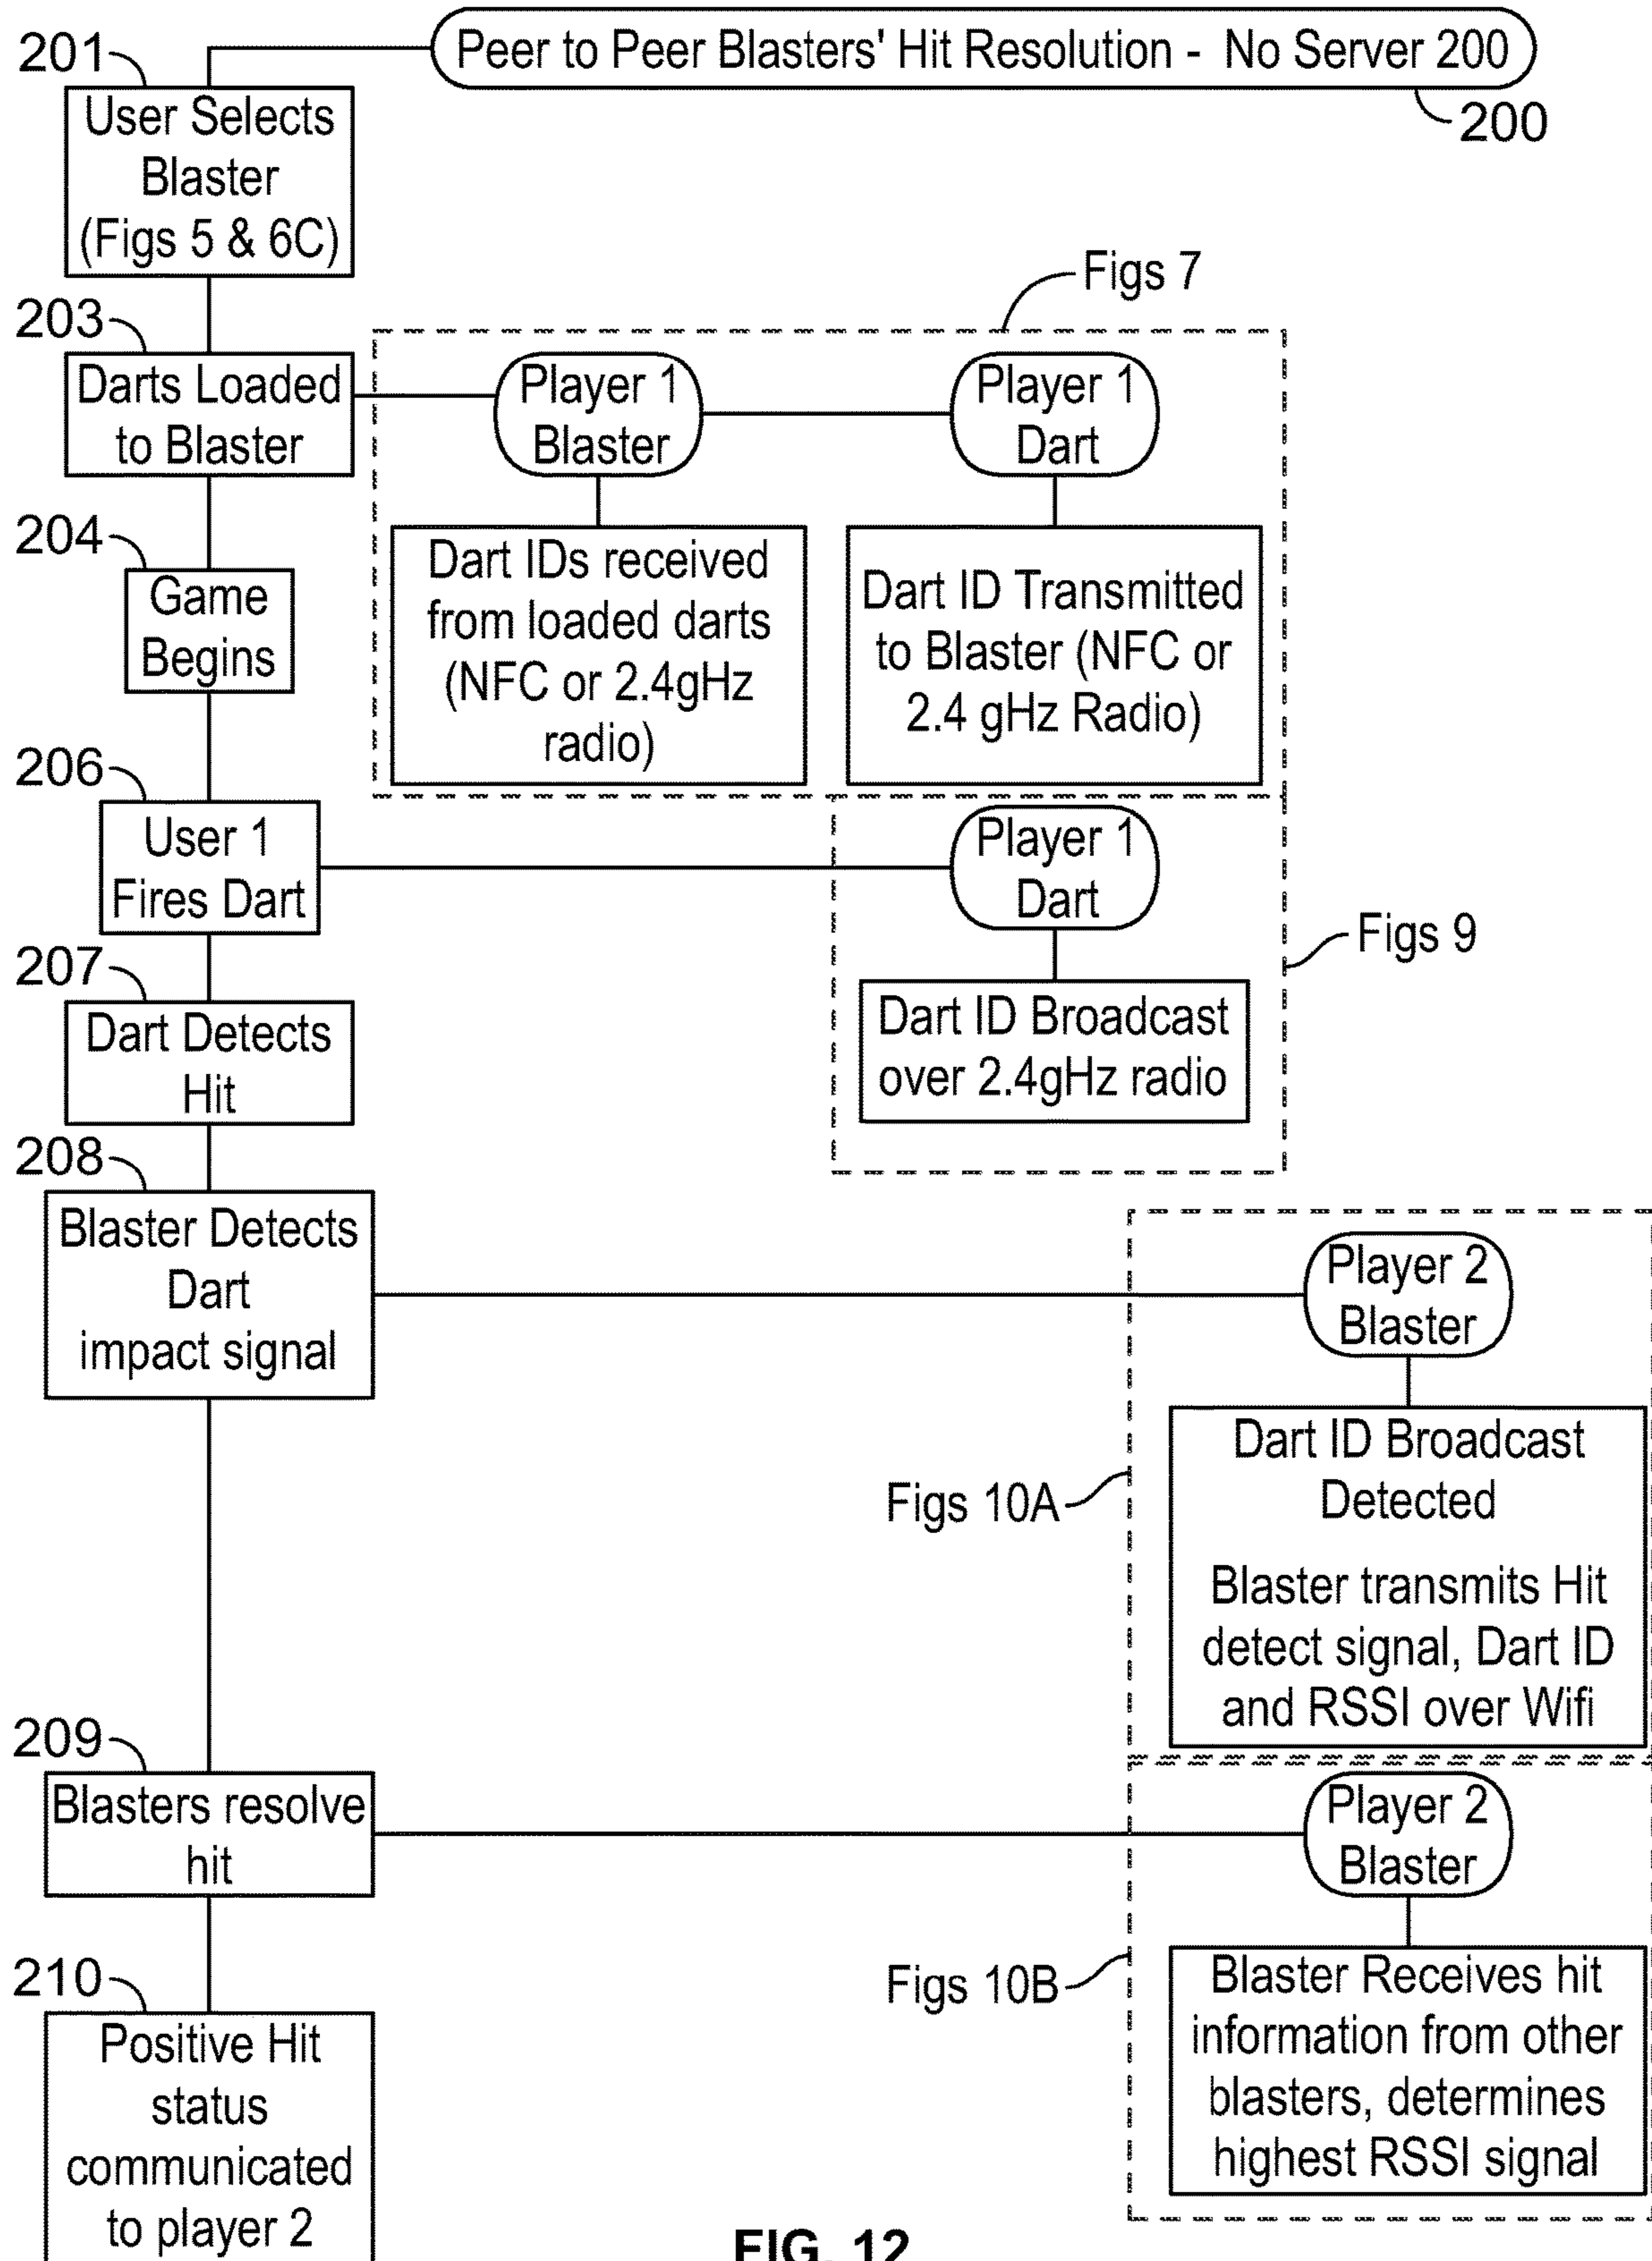 Peer to Peer Blasters' Hit Resolution - No Server 200
200
201
User Selects
Blaster
(Figs 5 & 6C)
203
Darts Loaded
to Blaster
Figs 7
Player 1
Blaster
Player 1
Dart
Dart IDs received
from loaded darts
(NFC or 2.4gHz
radio)
Dart ID Transmitted
to Blaster (NFC or
2.4 gHz Radio)
204
Game
Begins
206
User 1
Fires Dart
Player 1
Dart
Figs 9
Dart ID Broadcast
over 2.4gHz radio
207
Dart Detects
Hit
208
Blaster Detects
Dart
impact signal
Player 2
Blaster
Figs 10A
Dart ID Broadcast
Detected
Blaster transmits Hit
detect signal, Dart ID
and RSSI over Wifi
209
Blasters resolve
hit
Player 2
Blaster
Figs 10B
Blaster Receives hit
information from other
blasters, determines
highest RSSI signal
210
Positive Hit
status
communicated
to player 2
FIG. 12